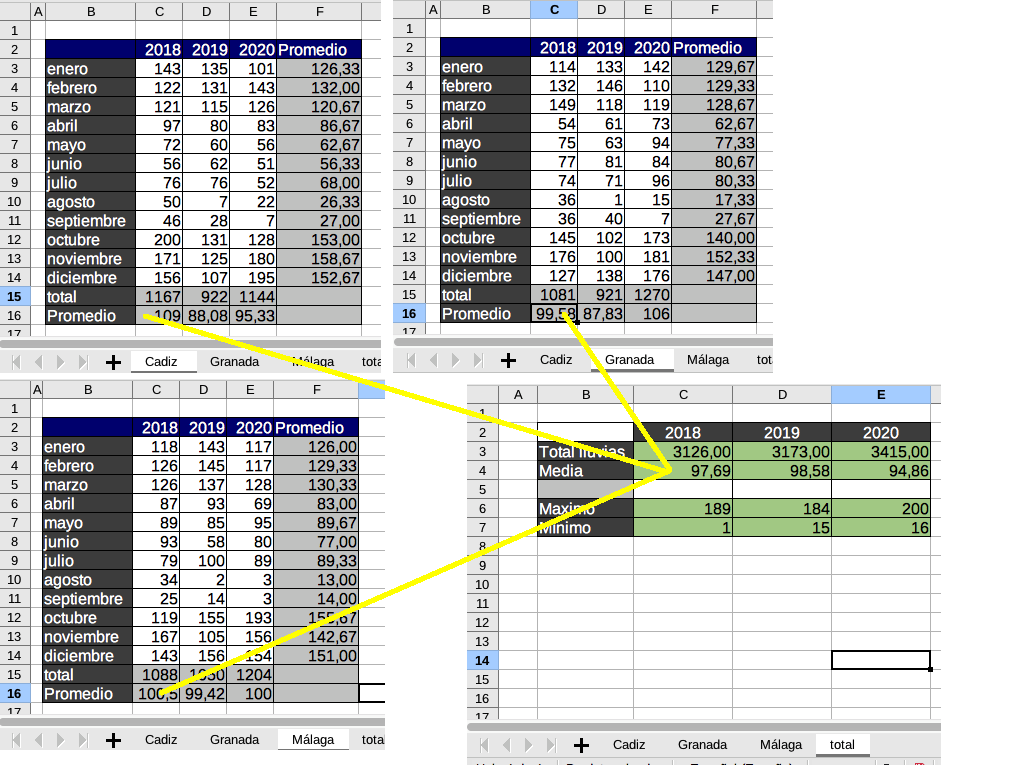 A B C D E F
1
2 2018 2019 2020 Promedio
3 enero 143 135 101 126,33
4 febrero 122 131 143 132,00
5 marzo 121 115 126 120,67
6 abril 97 80 83 86,67
7 mayo 72 60 56 62,67
8 junio 56 62 51 56,33
9 julio 76 76 52 68,00
10 agosto 50 7 22 26,33
11 septiembre 46 28 7 27,00
12 octubre 200 131 128 153,00
13 noviembre 171 125 180 158,67
14 diciembre 156 107 195 152,67
15 total 1167 922 1144
16 Promedio 109 88,08 95,33
17
Cadiz Granada Málaga tota
A B C D E F
1
2 2018 2019 2020 Promedio
3 enero 114 133 142 129,67
4 febrero 132 146 110 129,33
5 marzo 149 118 119 128,67
6 abril 54 61 73 62,67
7 mayo 75 63 94 77,33
8 junio 77 81 84 80,67
9 julio 74 71 96 80,33
10 agosto 36 1 15 17,33
11 septiembre 36 40 7 27,67
12 octubre 145 102 173 140,00
13 noviembre 176 100 181 152,33
14 diciembre 127 138 176 147,00
15 total 1081 921 1270
16 Promedio 99,58 87,83 106
17
Cadiz Granada Málaga tot
A B C D E F
1
2 2018 2019 2020 Promedio
3 enero 118 143 117 126,00
4 febrero 126 145 117 129,33
5 marzo 126 137 128 130,33
6 abril 87 93 69 83,00
7 mayo 89 85 95 89,67
8 junio 93 58 80 77,00
9 julio 79 100 89 89,33
10 agosto 34 2 3 13,00
11 septiembre 25 14 3 14,00
12 octubre 119 155 193 155,67
13 noviembre 167 105 156 142,67
14 diciembre 143 156 154 151,00
15 total 1088 1204
16 Promedio 100,5 99,42 100
17
Cadiz Granada Málaga tota
A B C D E
1
2 2018 2019 2020
3 Total lluvias 3126,00 3173,00 3415,00
4 Media 97,69 98,58 94,86
5
6 Maximo 189 184 200
7 Minimo 1 15 16
8
9
10
11
12
13
14
15
16
17
Cadiz Granada Málaga total